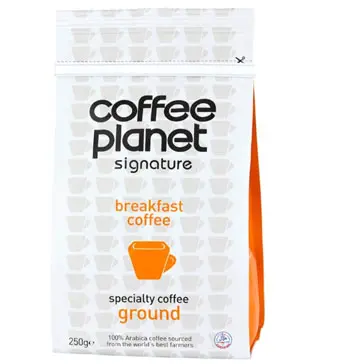 coffee
planet
signature
breakfast
coffee
specialty coffee
ground
250g℮
100% Arabica coffee sourced
from the world's best farmers